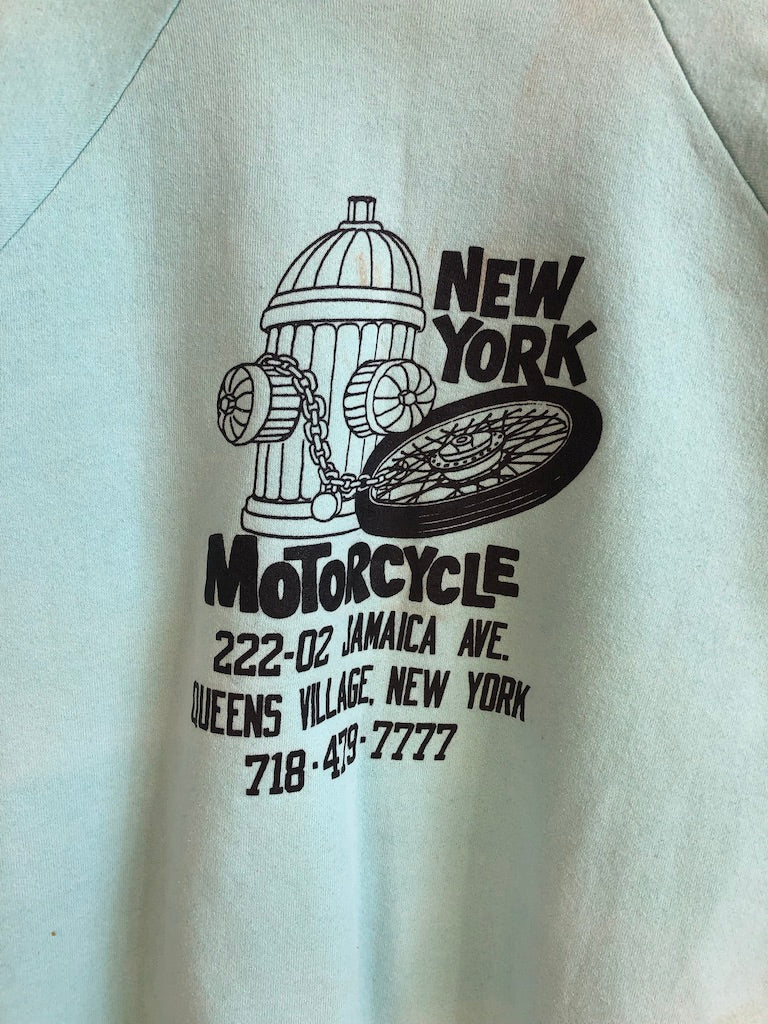 NEW
YORK
MOTORCYCLE
222-02 JAMAICA AVE.
QUEENS VILLAGE, NEW YORK
718-479-7777